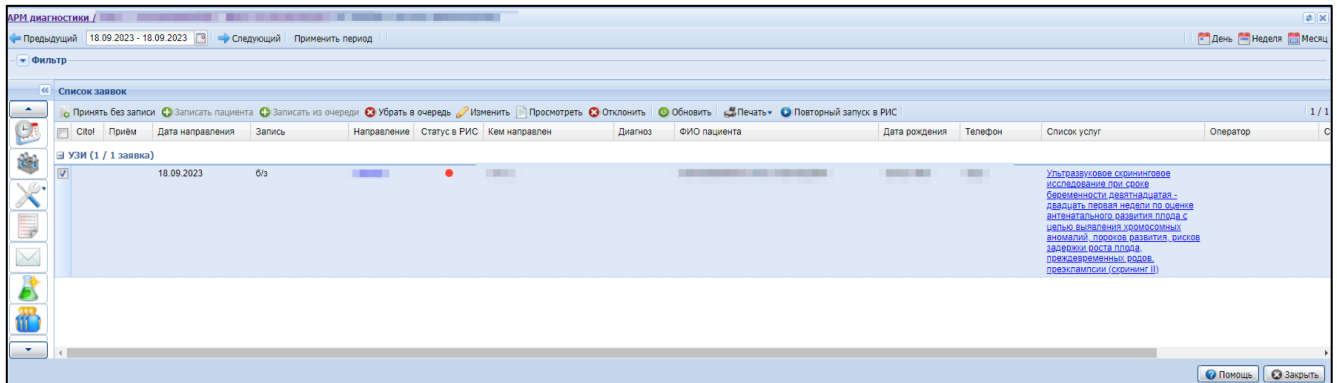 АРМ диагностики /
Предыдущий 18.09.2023 - 18.09.2023 Следующий Применить период День Неделя Месяц
Фильтр
Список заявок
Принять без записи Записать пациента Записать из очереди Убрать в очередь Изменить Просмотреть Отклонить Обновить Печать Повторный запуск в РИС 1 / 1
Cito! Приём Дата направления Запись Направление Статус в РИС Кем направлен Диагноз ФИО пациента Дата рождения Телефон Список услуг Оператор С
УЗИ (1 / 1 заявка)
18.09.2023 б/з Ультразвуковое скрининговое
исследование при сроке
беременности девятнадцатая -
двадцать первая недели по оценке
антенатального развития плода с
целью выявления хромосомных
аномалий, пороков развития, рисков
задержки роста плода,
преждевременных родов,
преэклампсии (скрининг II)
Помощь Закрыть